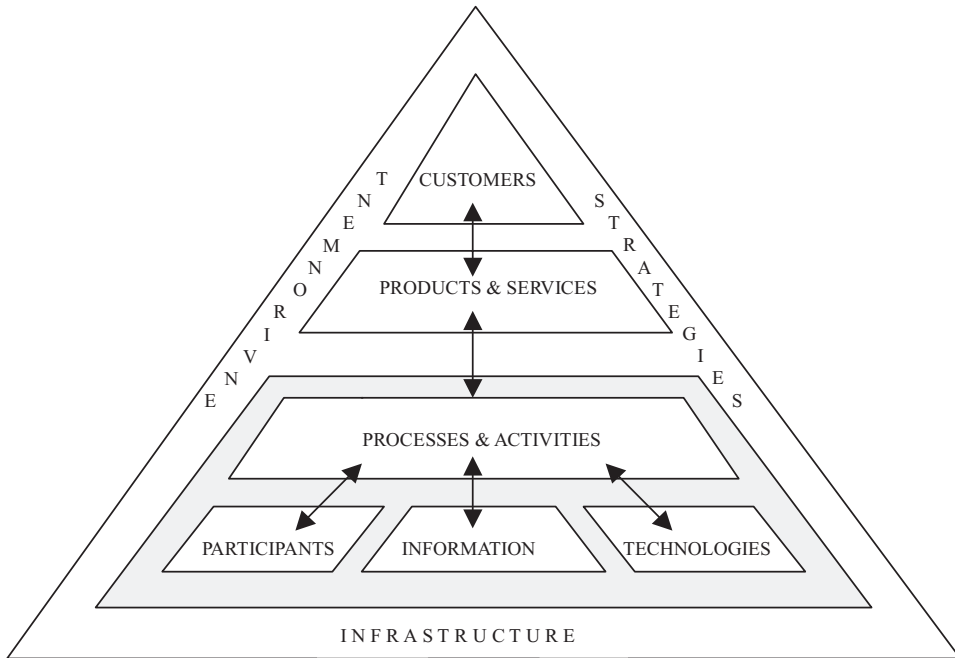 CUSTOMERS
ENVIRONMENT
STRATEGIES
PRODUCTS & SERVICES
PROCESSES & ACTIVITIES
PARTICIPANTS
INFORMATION
TECHNOLOGIES
INFRASTRUCTURE